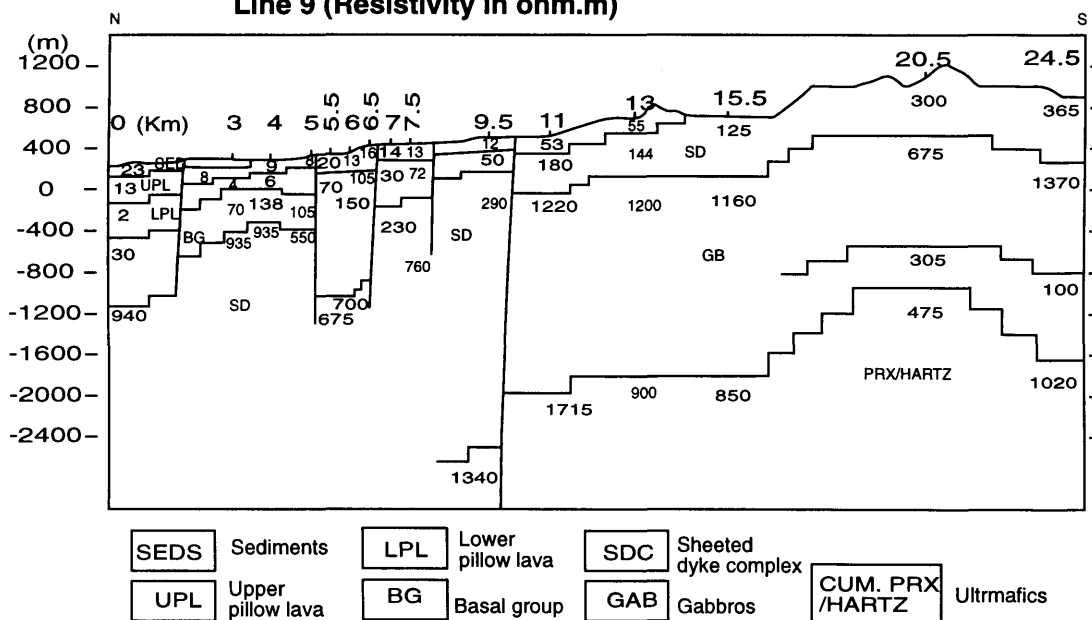 Line 9 (Resistivity in ohm.m)
N S
(m)
1200 –
800 –
400 –
0 –
-400 –
-800 –
-1200 –
-1600 –
-2000 –
-2400 –
0 (Km) 3 4 5 5.5 6 6.5 7 7.5 9.5 11 13 15.5 20.5 24.5
23 SED 9 8 20 13 16 14 13 12 53 55 125 300 365
13 UPL 8 4 6 70 105 30 72 50 180 144 SD 675 1370
2 LPL 70 138 105 150 290 1220 1200 1160
BG 935 935 550 230 SD GB 305
30 760 100
940 SD 700 475
675
PRX/HARTZ 1020
1715 900 850
1340
SEDS Sediments
LPL Lower
pillow lava
SDC Sheeted
dyke complex
UPL Upper
pillow lava
BG Basal group
GAB Gabbros
CUM. PRX
/HARTZ
Ultrmafics